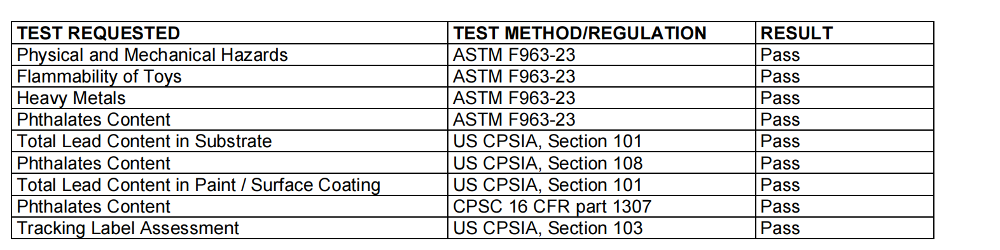 TEST REQUESTED TEST METHOD/REGULATION RESULT
Physical and Mechanical Hazards ASTM F963-23 Pass
Flammability of Toys ASTM F963-23 Pass
Heavy Metals ASTM F963-23 Pass
Phthalates Content ASTM F963-23 Pass
Total Lead Content in Substrate US CPSIA, Section 101 Pass
Phthalates Content US CPSIA, Section 108 Pass
Total Lead Content in Paint / Surface Coating US CPSIA, Section 101 Pass
Phthalates Content CPSC 16 CFR part 1307 Pass
Tracking Label Assessment US CPSIA, Section 103 Pass